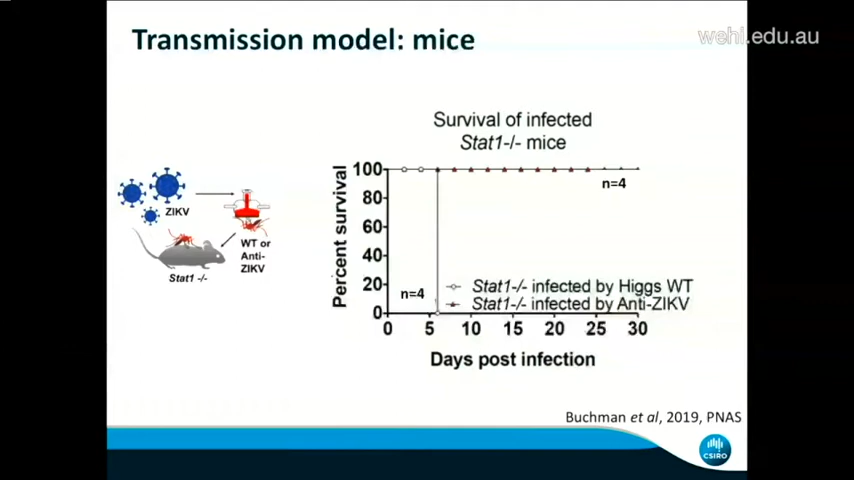 Transmission model: mice
wehi.edu.au
Survival of infected
Stat1-/- mice
ZIKV
WT or
Anti-
ZIKV
Stat1 -/-
Percent survival
100
80
60
40
20
0
n=4
n=4
Stat1-/- infected by Higgs WT
Stat1-/- infected by Anti-ZIKV
0 5 10 15 20 25 30
Days post infection
Buchman et al, 2019, PNAS
CSIRO